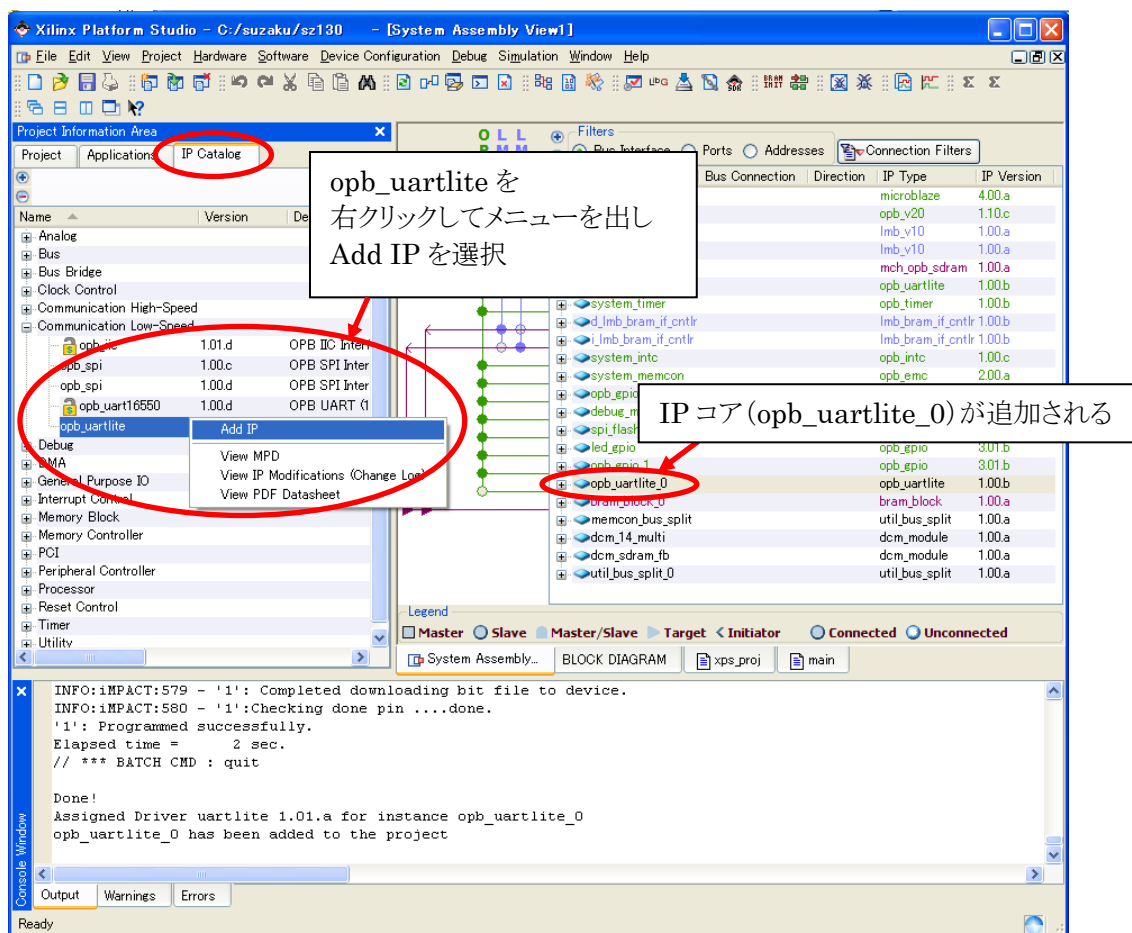 Xilinx Platform Studio - C:/suzaku/sz130 - [System Assembly View1]
File Edit View Project Hardware Software Device Configuration Debug Simulation Window Help
Project Information Area
Project Applications IP Catalog
Name Version
Analog
Bus
Bus Bridge
Clock Control
Communication High-Speed
Communication Low-Speed
opb_iic 1.01.d OPB IIC Interf
opb_spi 1.00.c OPB SPI Inter
opb_spi 1.00.d OPB SPI Inter
opb_uart16550 1.00.d OPB UART (1
opb_uartlite
Debug
DMA
General Purpose IO
Interrupt Control
Memory Block
Memory Controller
PCI
Peripheral Controller
Processor
Reset Control
Timer
Utility
Add IP
View MPD
View IP Modifications (Change Log)
View PDF Datasheet
opb_uartlite を
右クリックしてメニューを出し
Add IP を選択
O L L
Filters
Bus Interface Ports Addresses Connection Filters
Bus Connection Direction IP Type IP Version
microblaze 4.00.a
opb_v20 1.10.c
lmb_v10 1.00.a
lmb_v10 1.00.a
mch_opb_sdram 1.00.a
opb_uartlite 1.00.b
system_timer opb_timer 1.00.b
d_lmb_bram_if_cntlr lmb_bram_if_cntlr 1.00.b
i_lmb_bram_if_cntlr lmb_bram_if_cntlr 1.00.b
system_intc opb_intc 1.00.c
system_memcon opb_emc 2.00.a
opb_gpio
debug_m
spi_flash
IP コア（opb_uartlite_0）が追加される
led_gpio opb_gpio 3.01.b
opb_gpio_1 opb_gpio 3.01.b
opb_uartlite_0 opb_uartlite 1.00.b
bram_block_0 bram_block 1.00.a
memcon_bus_split util_bus_split 1.00.a
dcm_14_multi dcm_module 1.00.a
dcm_sdram_fb dcm_module 1.00.a
util_bus_split_0 util_bus_split 1.00.a
Legend
Master Slave Master/Slave Target Initiator Connected Unconnected
System Assembly... BLOCK DIAGRAM xps_proj main
INFO:iMPACT:579 - '1': Completed downloading bit file to device.
INFO:iMPACT:580 - '1':Checking done pin ....done.
'1': Programmed successfully.
Elapsed time = 2 sec.
// *** BATCH CMD : quit
Done!
Assigned Driver uartlite 1.01.a for instance opb_uartlite_0
opb_uartlite_0 has been added to the project
Console Window
Output Warnings Errors
Ready